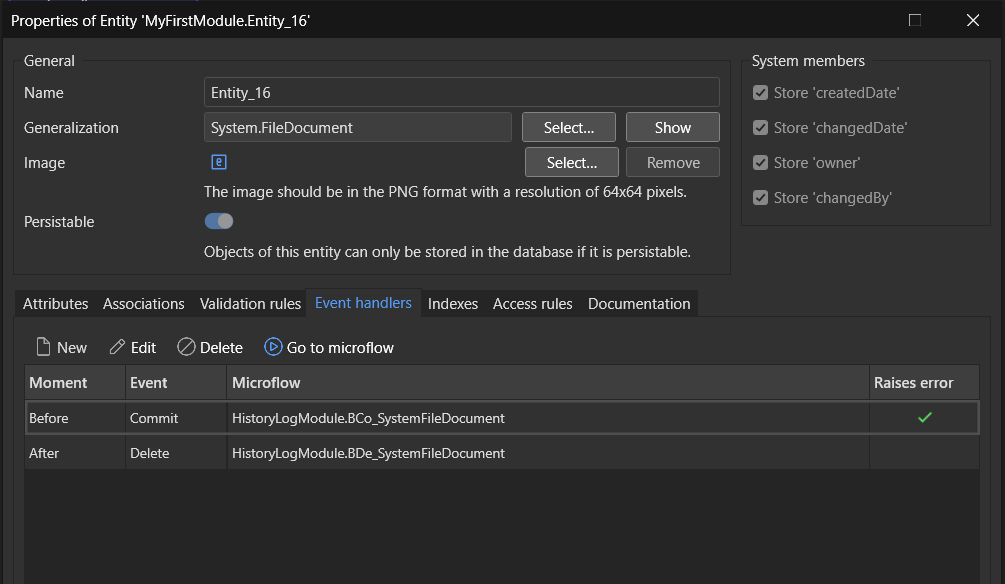 Properties of Entity 'MyFirstModule.Entity_16'
General
Name
Entity_16
Generalization
System.FileDocument
Select...
Show
Image
Select...
Remove
The image should be in the PNG format with a resolution of 64x64 pixels.
Persistable
Objects of this entity can only be stored in the database if it is persistable.
System members
Store 'createdDate'
Store 'changedDate'
Store 'owner'
Store 'changedBy'
Attributes Associations Validation rules Event handlers Indexes Access rules Documentation
New Edit Delete Go to microflow
Moment Event Microflow Raises error
Before Commit HistoryLogModule.BCo_SystemFileDocument
After Delete HistoryLogModule.BDe_SystemFileDocument